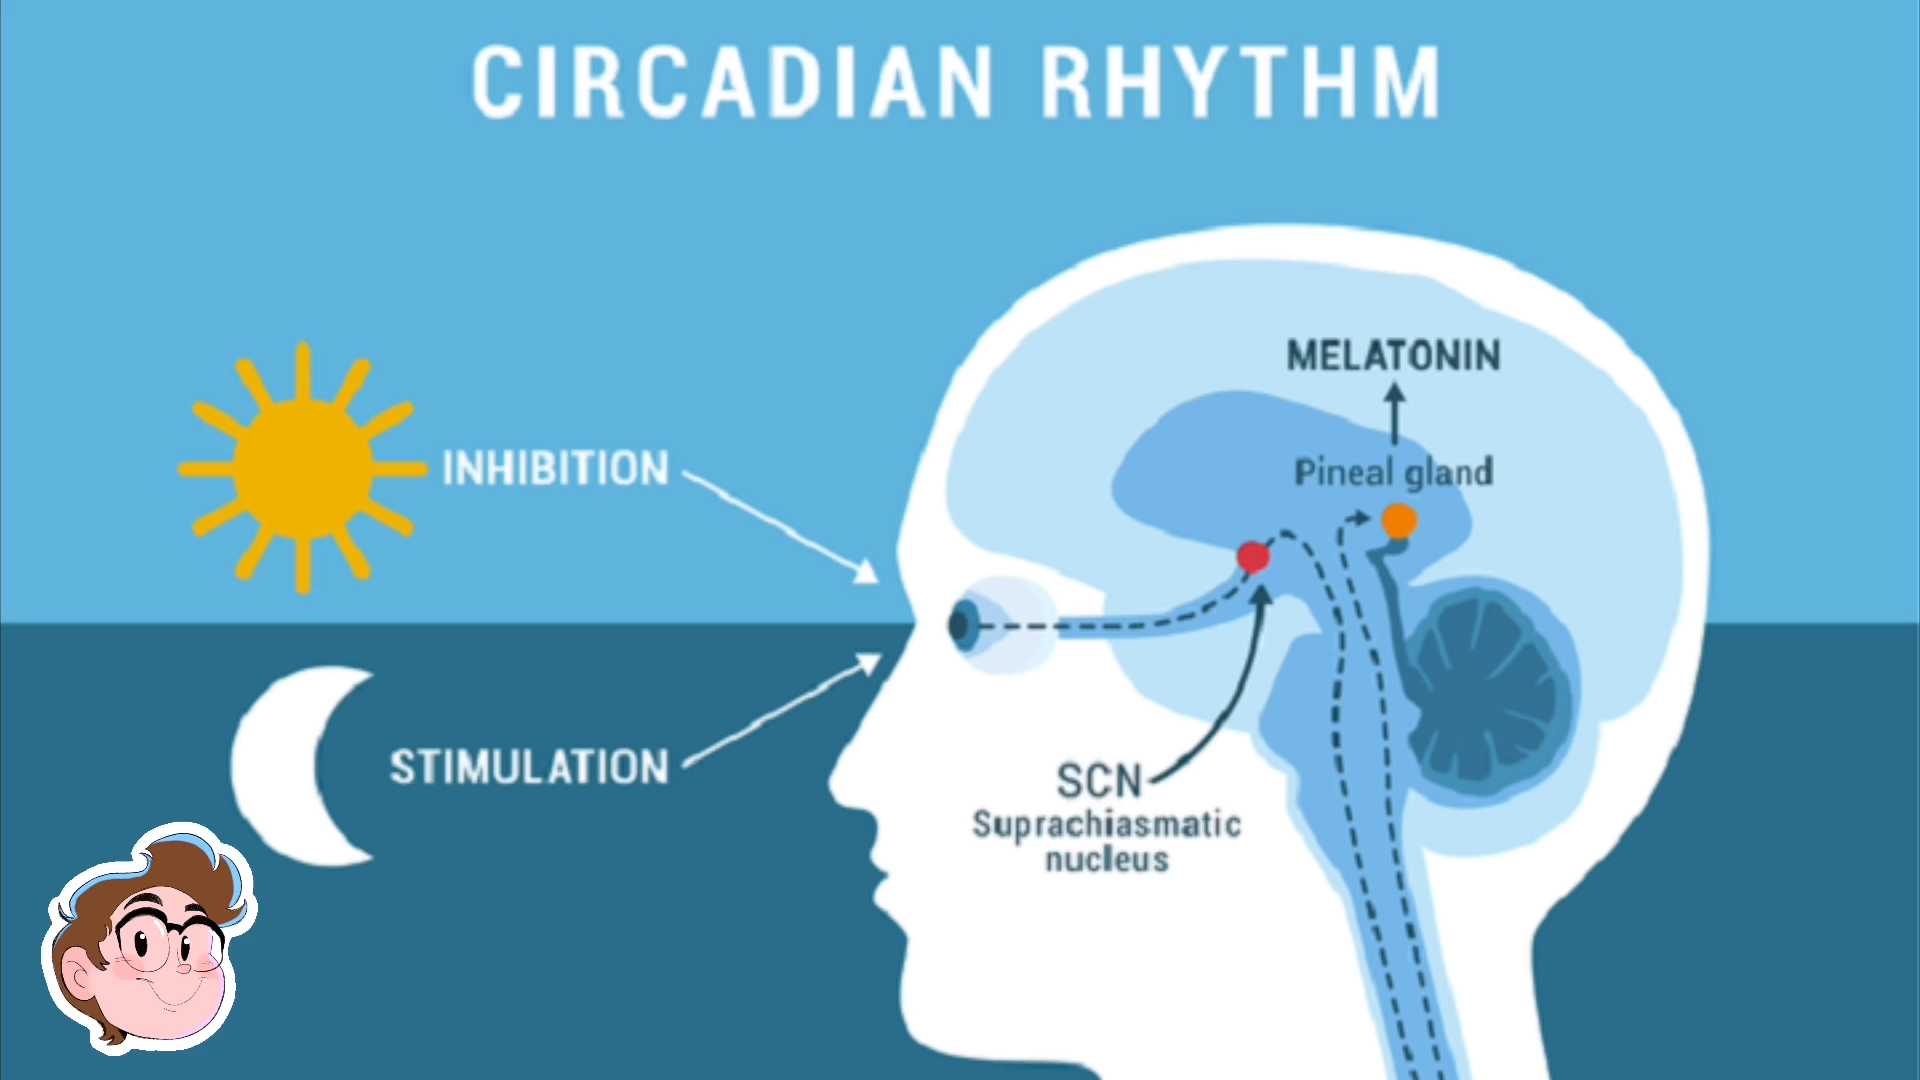 CIRCADIAN RHYTHM
MELATONIN
Pineal gland
INHIBITION
STIMULATION
SCN
Suprachiasmatic
nucleus